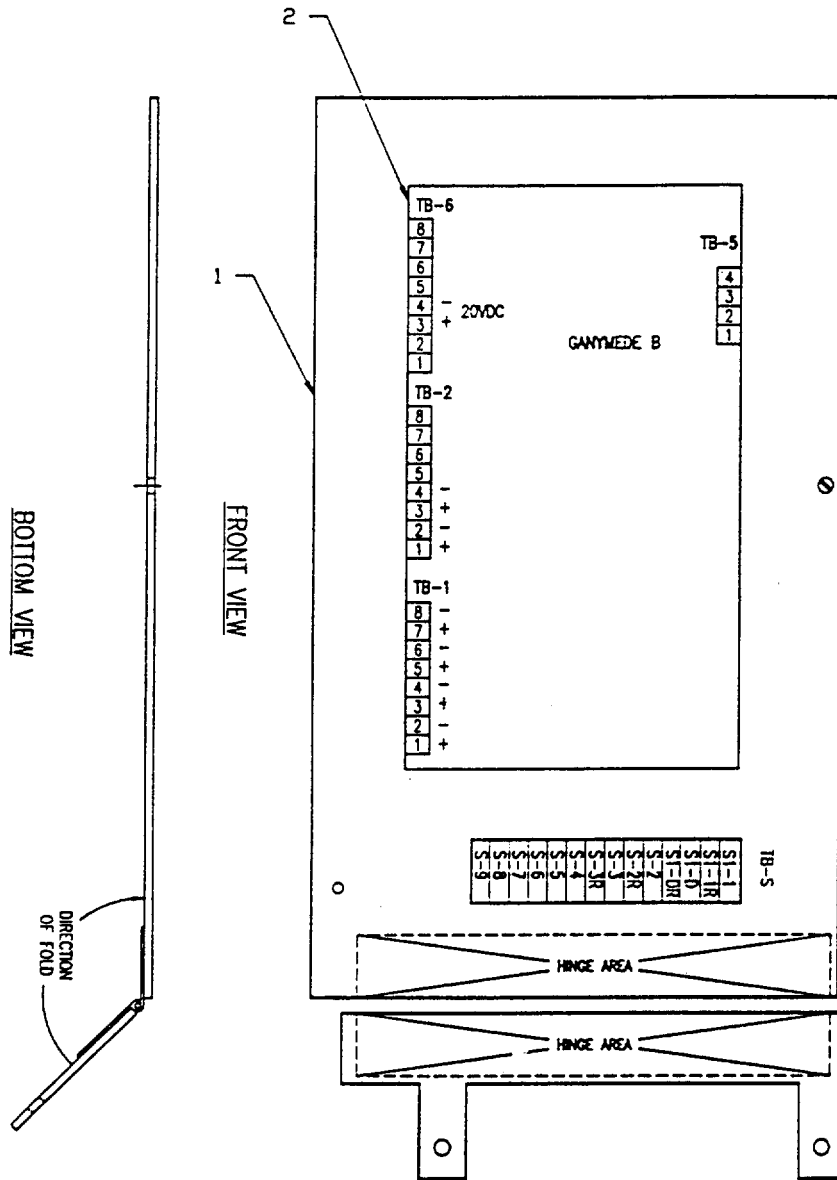 2
1
TB-6
8
7
6
5
4 -
3 +
2
1
20VDC
TB-5
4
3
2
1
GANYMEDE B
TB-2
8
7
6
5
4 -
3 +
2 -
1 +
TB-1
8 -
7 +
6 -
5 +
4 -
3 +
2 -
1 +
TB-S
S1-1
S1-1R
S1-D
S1-DR
S-2
S-2R
S-3
S-3R
S-4
S-5
S-6
S-7
S-8
S-9
HINGE AREA
HINGE AREA
FRONT VIEW
BOTTOM VIEW
DIRECTION
OF FOLD